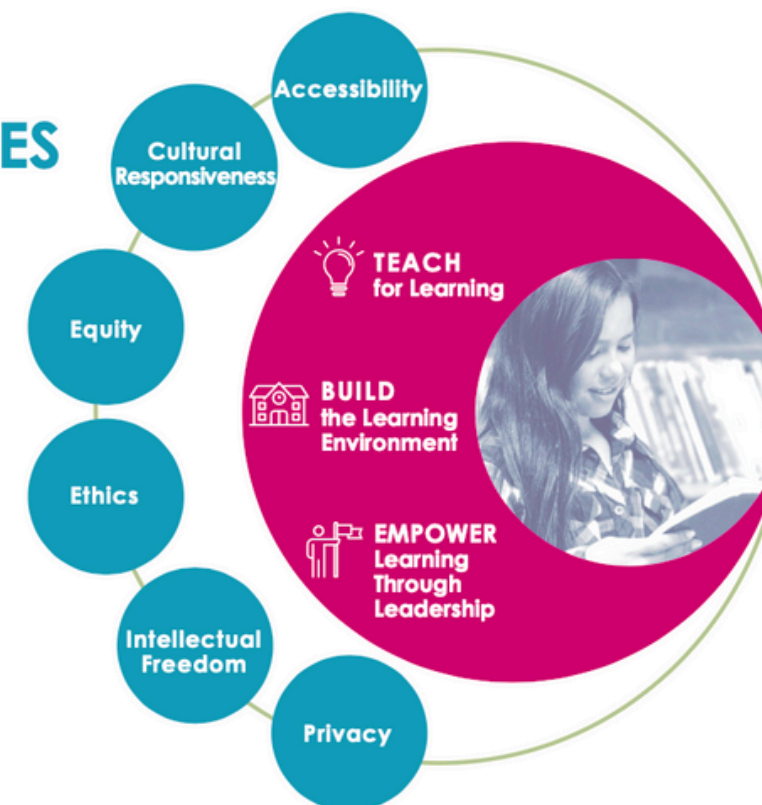 ES
Accessibility
Cultural
Responsiveness
Equity
Ethics
Intellectual
Freedom
Privacy
TEACH
for Learning
BUILD
the Learning
Environment
EMPOWER
Learning
Through
Leadership